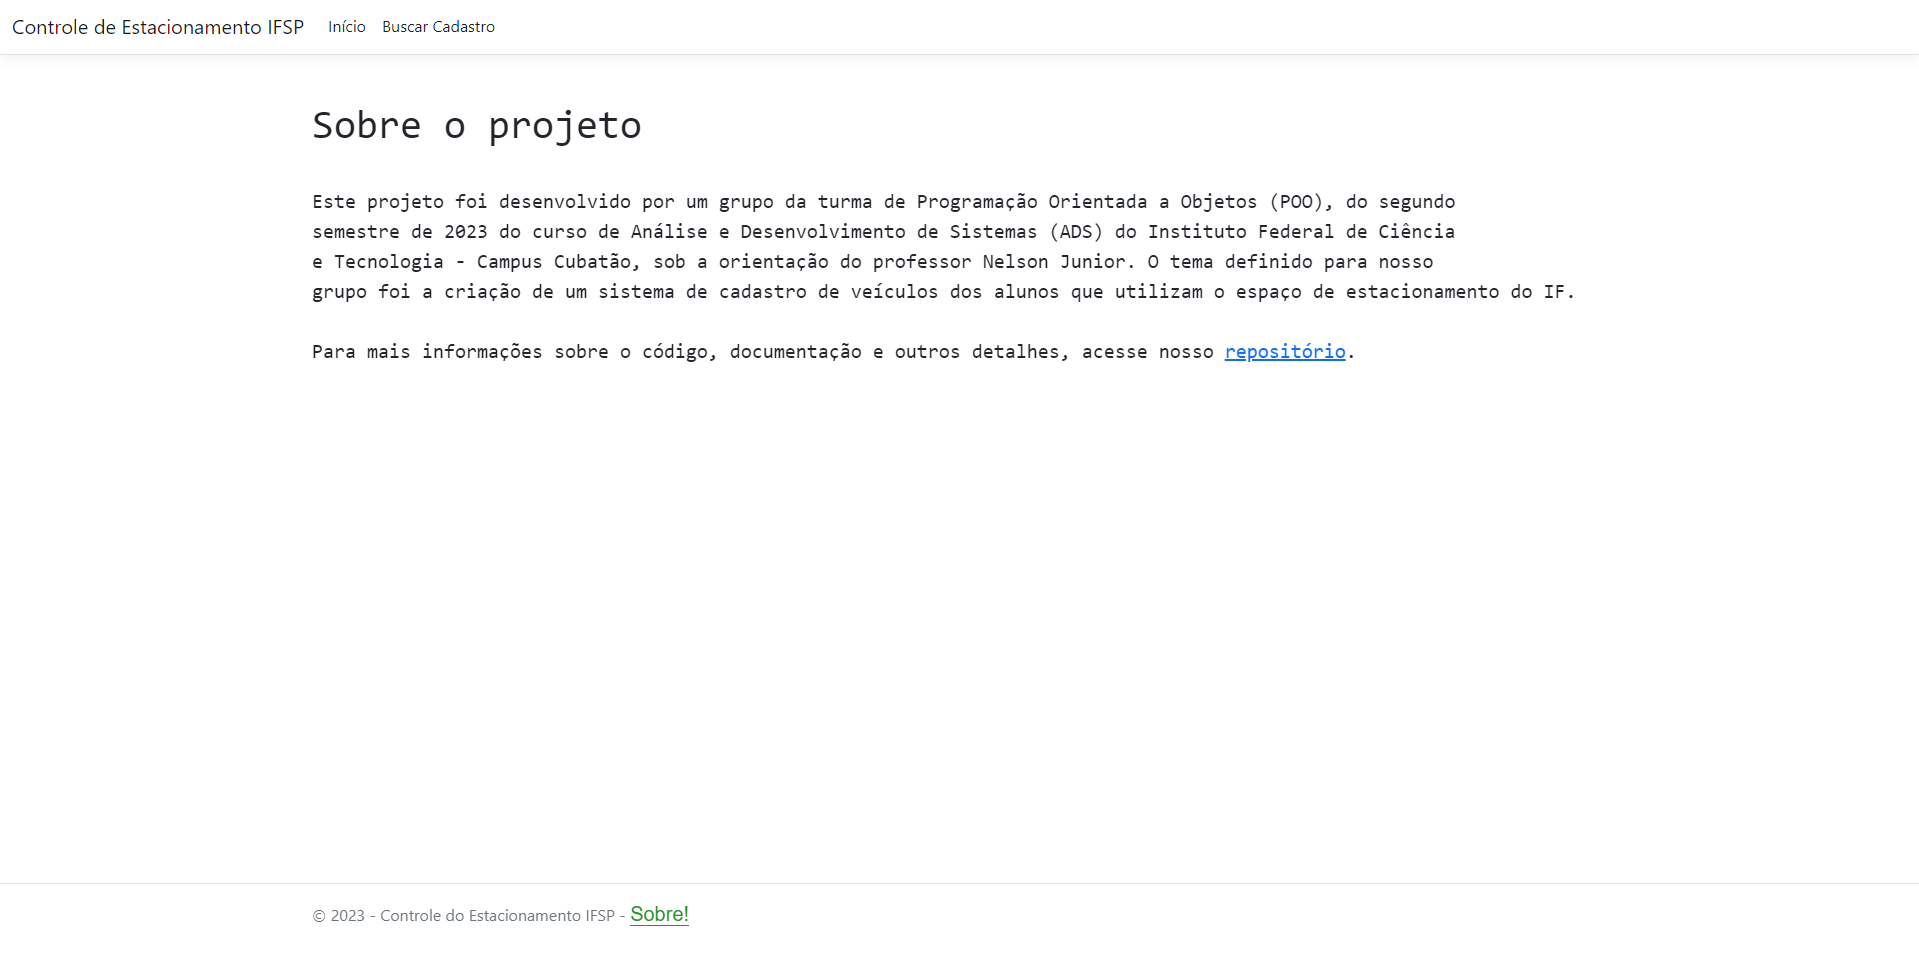 Controle de Estacionamento IFSP Início Buscar Cadastro
Sobre o projeto
Este projeto foi desenvolvido por um grupo da turma de Programação Orientada a Objetos (POO), do segundo
semestre de 2023 do curso de Análise e Desenvolvimento de Sistemas (ADS) do Instituto Federal de Ciência
e Tecnologia - Campus Cubatão, sob a orientação do professor Nelson Junior. O tema definido para nosso
grupo foi a criação de um sistema de cadastro de veículos dos alunos que utilizam o espaço de estacionamento do IF.
Para mais informações sobre o código, documentação e outros detalhes, acesse nosso repositório.
© 2023 - Controle do Estacionamento IFSP - Sobre!